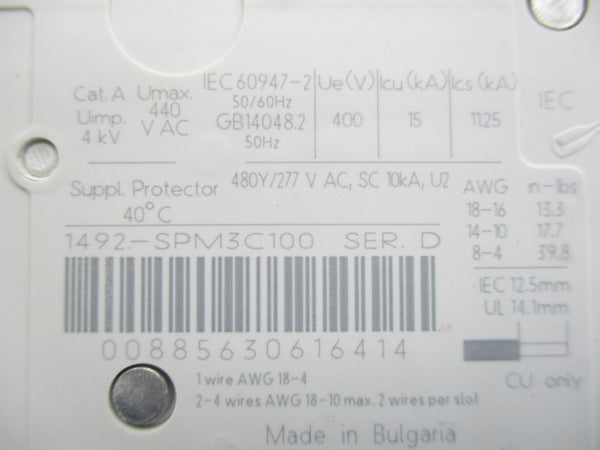 Cat. A Uimp. 4 kV
Umax. 440 V AC
IEC 60947-2
50/60Hz
GB14048.2
50Hz
Ue(V) Icu (kA) Ics (kA)
400 15 11.25
IEC
Suppl. Protector
40°C
480Y/277 V AC, SC 10kA, U2
AWG in-lbs
18-16 13.3
14-10 17.7
8-4 39.8
1492-SPM3C100 SER. D
IEC 12.5mm
UL 14.1mm
00885630616414
CU only
1 wire AWG 18-4
2-4 wires AWG 18-10 max. 2 wires per slot
Made in Bulgaria